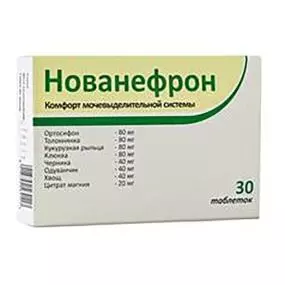 Нованефрон
Комфорт мочевыделительной системы
Ортосифон - 80 мг
Толокнянка - 80 мг
Кукурузная рыльца - 80 мг
Клюква - 80 мг
Черника - 40 мг
Одуванчик - 40 мг
Хвощ - 40 мг
Цитрат магния - 20 мг
30
таблеток